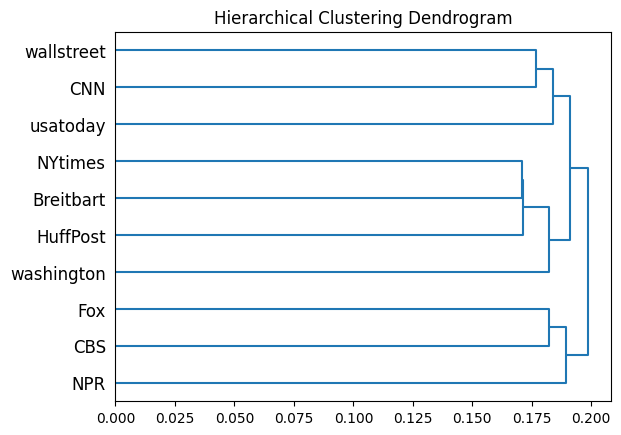 Hierarchical Clustering Dendrogram
wallstreet
CNN
usatoday
NYtimes
Breitbart
HuffPost
washington
Fox
CBS
NPR
0.000 0.025 0.050 0.075 0.100 0.125 0.150 0.175 0.200